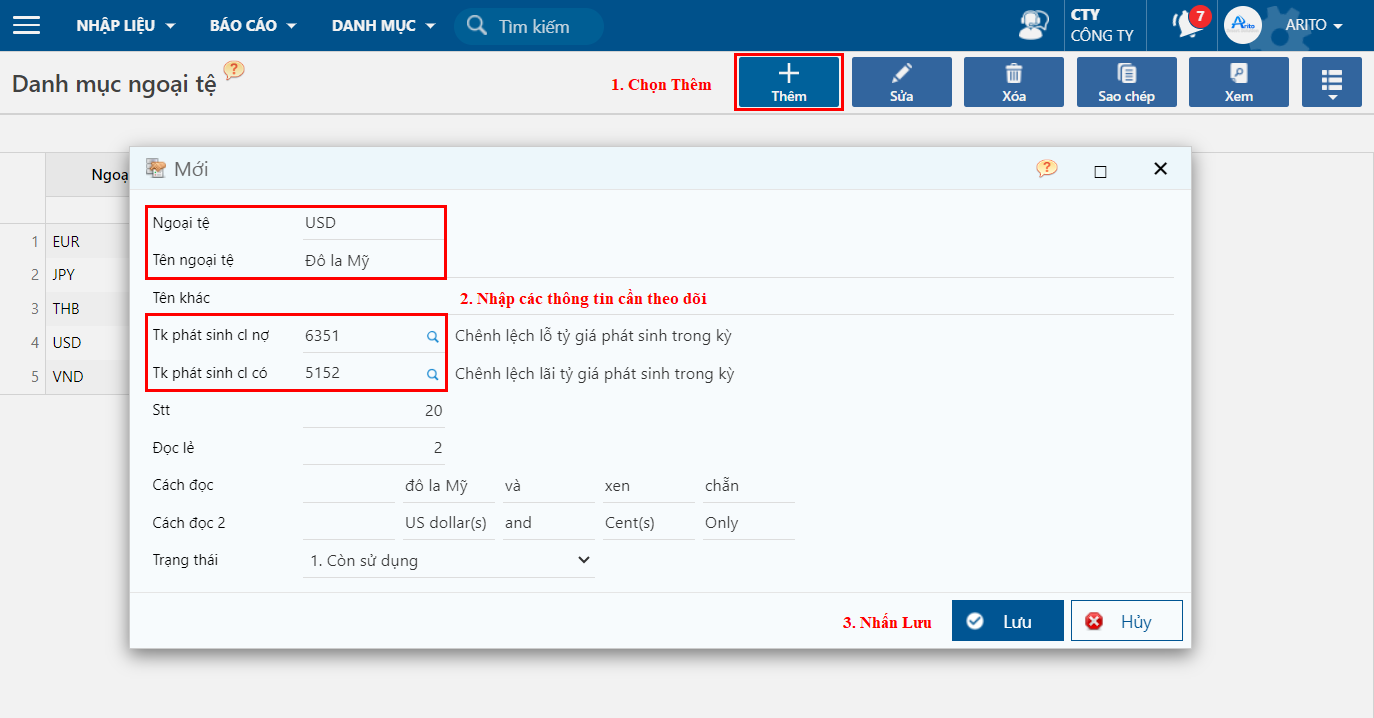 NHẬP LIỆU BÁO CÁO DANH MỤC Tìm kiếm CTY CÔNG TY 7 Arito ARITO
Danh mục ngoại tệ ? 1. Chọn Thêm Thêm Sửa Xóa Sao chép Xem
Ngoạ
1 EUR
2 JPY
3 THB
4 USD
5 VND
Mới ?
Ngoại tệ USD
Tên ngoại tệ Đô la Mỹ
Tên khác 2. Nhập các thông tin cần theo dõi
Tk phát sinh cl nợ 6351 Chênh lệch lỗ tỷ giá phát sinh trong kỳ
Tk phát sinh cl có 5152 Chênh lệch lãi tỷ giá phát sinh trong kỳ
Stt 20
Đọc lẻ 2
Cách đọc đô la Mỹ và xen chẵn
Cách đọc 2 US dollar(s) and Cent(s) Only
Trạng thái 1. Còn sử dụng
3. Nhấn Lưu Lưu Hủy